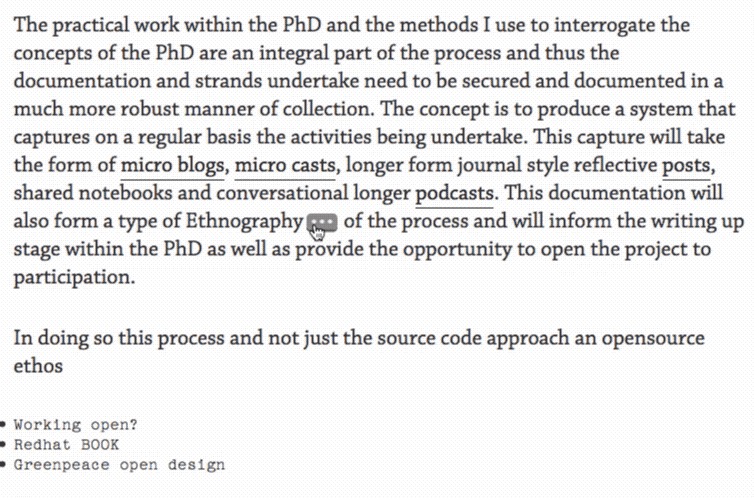 The practical work within the PhD and the methods I use to interrogate the
concepts of the PhD are an integral part of the process and thus the
documentation and strands undertake need to be secured and documented in a
much more robust manner of collection. The concept is to produce a system that
captures on a regular basis the activities being undertake. This capture will take
the form of micro blogs, micro casts, longer form journal style reflective posts,
shared notebooks and conversational longer podcasts. This documentation will
also form a type of Ethnography ••• of the process and will inform the writing up
stage within the PhD as well as provide the opportunity to open the project to
participation.
In doing so this process and not just the source code approach an opensource
ethos
• Working open?
• Redhat BOOK
• Greenpeace open design